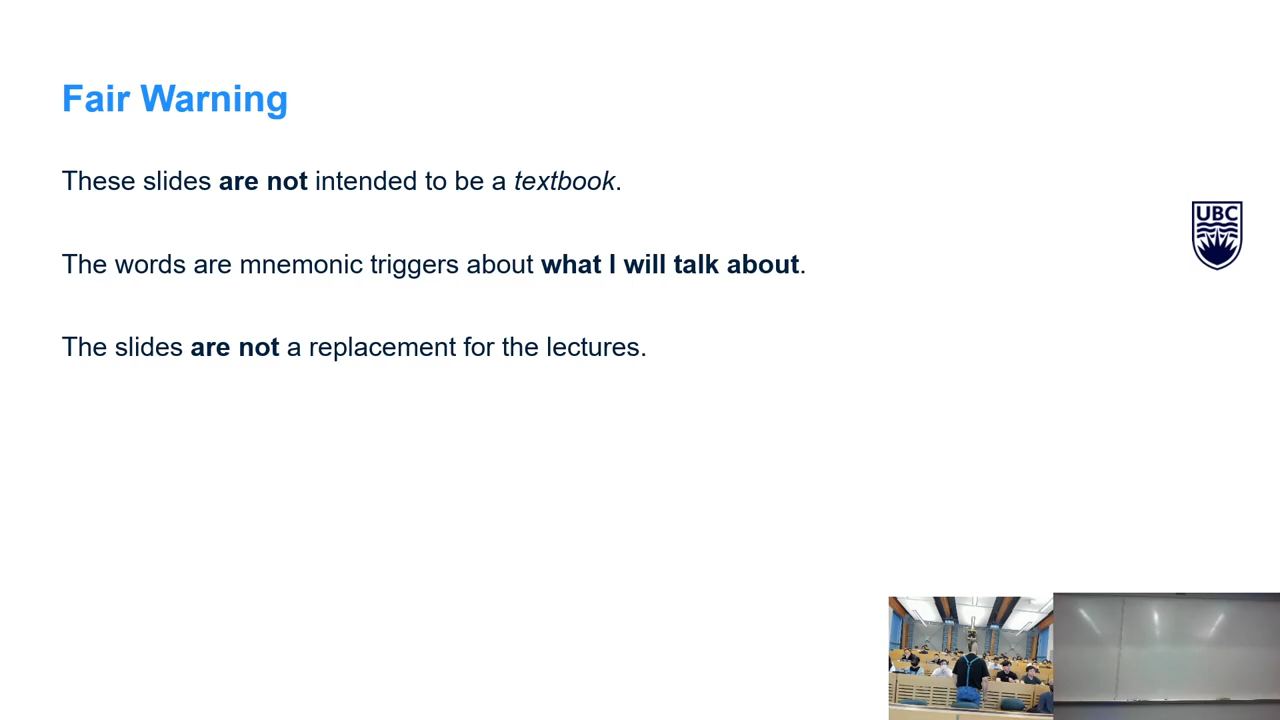 Fair Warning
These slides are not intended to be a textbook.
UBC
The words are mnemonic triggers about what I will talk about.
The slides are not a replacement for the lectures.